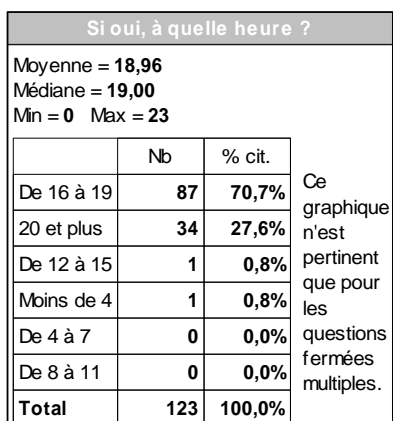 Si oui, à quelle heure ?
Moyenne = 18,96
Médiane = 19,00
Min = 0 Max = 23
Nb % cit.
De 16 à 19 87 70,7%
20 et plus 34 27,6%
De 12 à 15 1 0,8%
Moins de 4 1 0,8%
De 4 à 7 0 0,0%
De 8 à 11 0 0,0%
Total 123 100,0%
Ce
graphique
n'est
pertinent
que pour
les
questions
fermées
multiples.